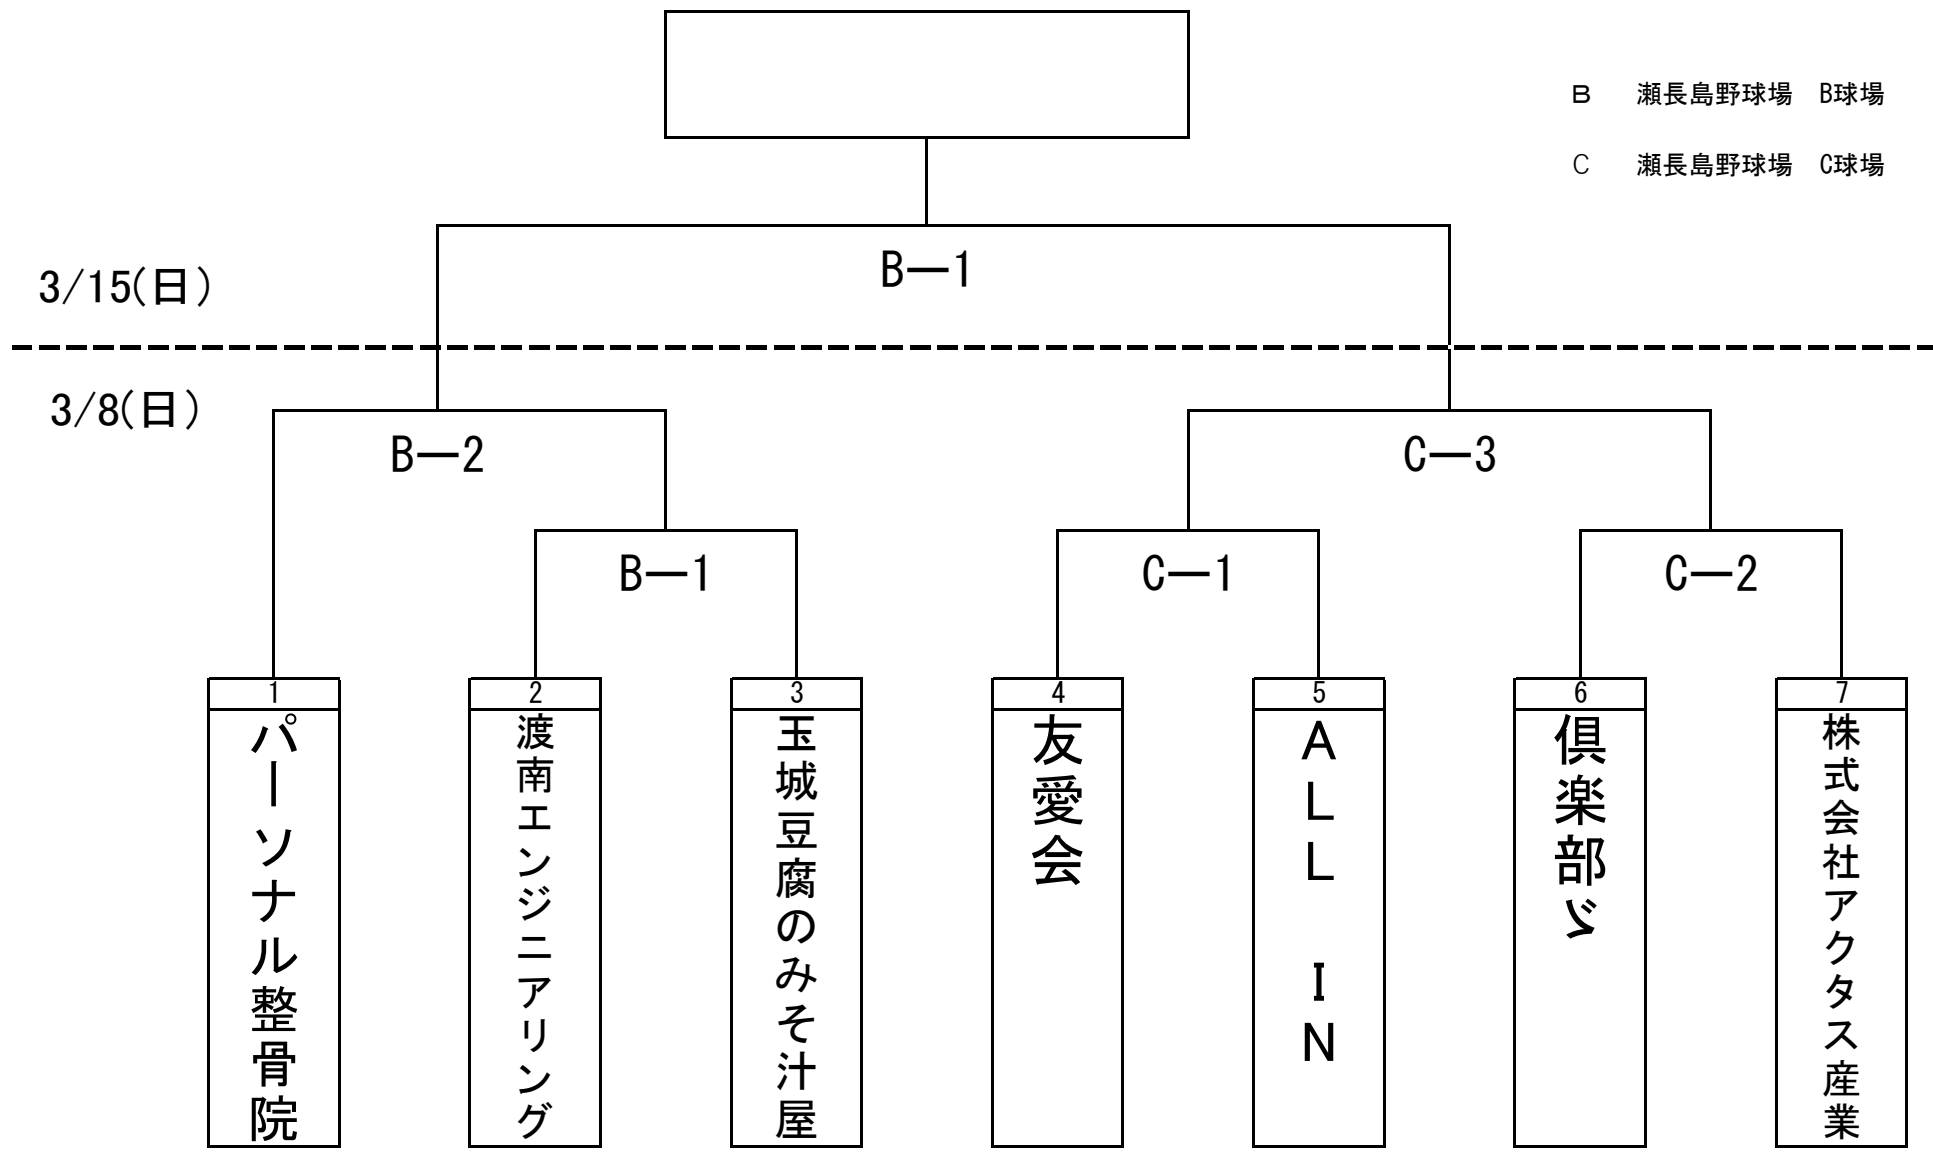 B 瀬長島野球場 B球場
C 瀬長島野球場 C球場
B―1
3/15(日)
3/8(日)
B―2
C―3
B―1
C―1
C―2
1
2
3
4
5
6
7
パーソナル整骨院
渡南エンジニアリング
玉城豆腐のみそ汁屋
友愛会
ALL IN
倶楽部ゞ
株式会社アクタス産業